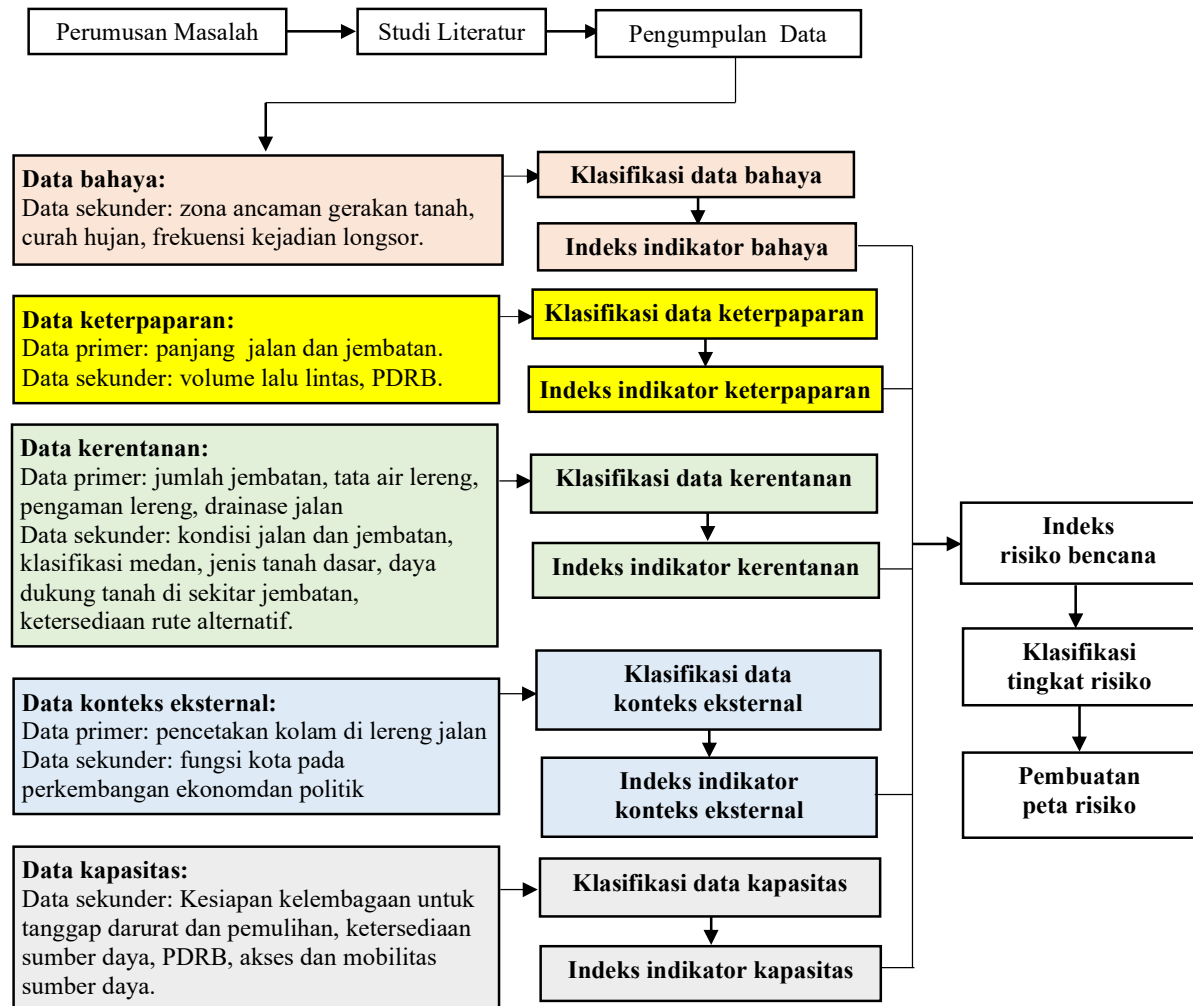 Perumusan Masalah
Studi Literatur
Pengumpulan Data
Data bahaya:
Data sekunder: zona ancaman gerakan tanah,
curah hujan, frekuensi kejadian longsor.
Klasifikasi data bahaya
Indeks indikator bahaya
Data keterpaparan:
Data primer: panjang jalan dan jembatan.
Data sekunder: volume lalu lintas, PDRB.
Klasifikasi data keterpaparan
Indeks indikator keterpaparan
Data kerentanan:
Data primer: jumlah jembatan, tata air lereng,
pengaman lereng, drainase jalan
Data sekunder: kondisi jalan dan jembatan,
klasifikasi medan, jenis tanah dasar, daya
dukung tanah di sekitar jembatan,
ketersediaan rute alternatif.
Klasifikasi data kerentanan
Indeks indikator kerentanan
Data konteks eksternal:
Data primer: pencetakan kolam di lereng jalan
Data sekunder: fungsi kota pada
perkembangan ekonomdan politik
Klasifikasi data
konteks eksternal
Indeks indikator
konteks eksternal
Data kapasitas:
Data sekunder: Kesiapan kelembagaan untuk
tanggap darurat dan pemulihan, ketersediaan
sumber daya, PDRB, akses dan mobilitas
sumber daya.
Klasifikasi data kapasitas
Indeks indikator kapasitas
Indeks
risiko bencana
Klasifikasi
tingkat risiko
Pembuatan
peta risiko